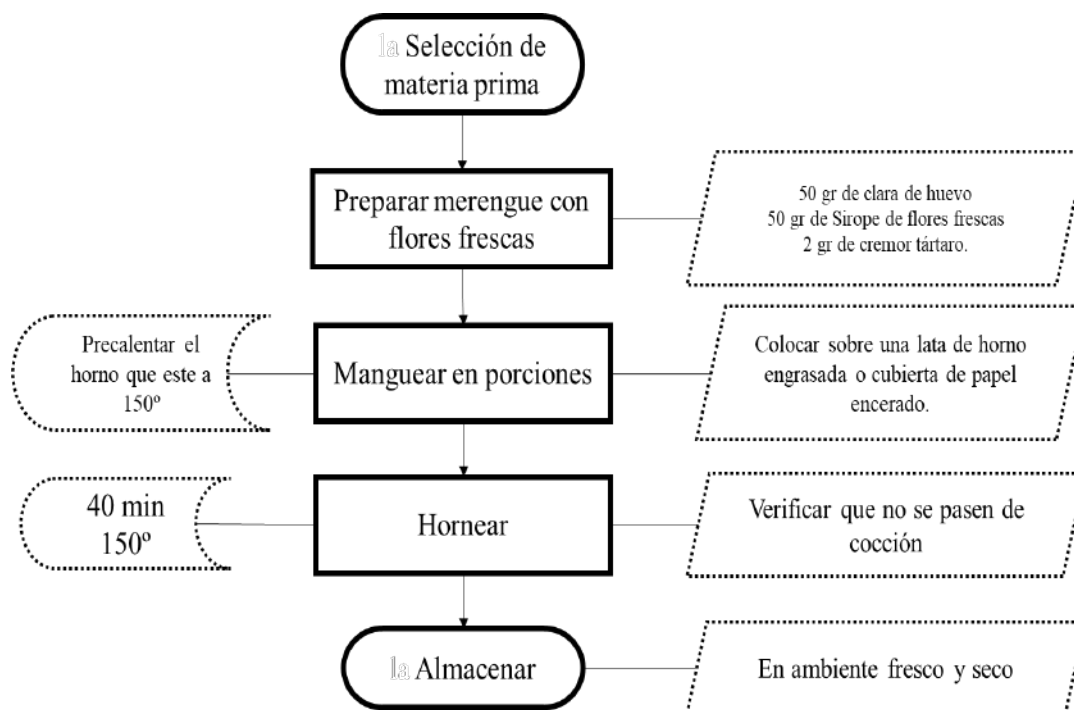 la Selección de
materia prima
Preparar merengue con
flores frescas
50 gr de clara de huevo
50 gr de Sirope de flores frescas
2 gr de cremor tártaro.
Precalentar el
horno que este a
150º
Manguear en porciones
Colocar sobre una lata de horno
engrasada o cubierta de papel
encerado.
40 min
150º
Hornear
Verificar que no se pasen de
cocción
la Almacenar
En ambiente fresco y seco